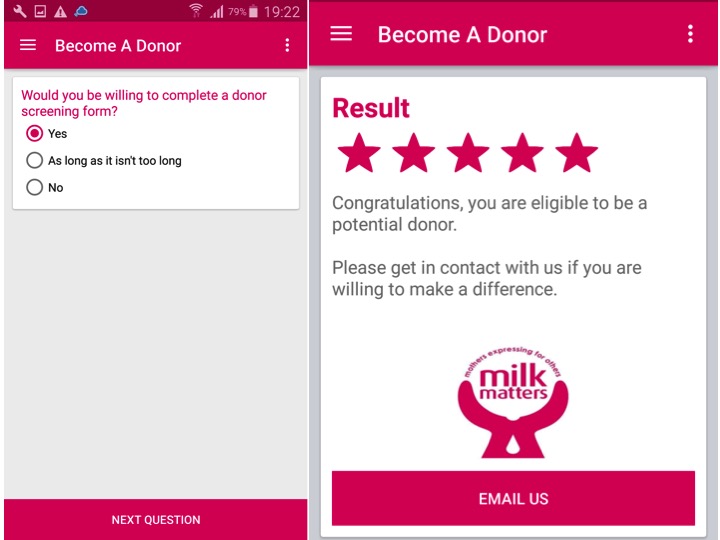 79% 19:22
Become A Donor
Would you be willing to complete a donor
screening form?
Yes
As long as it isn't too long
No
NEXT QUESTION
Become A Donor
Result
Congratulations, you are eligible to be a
potential donor.
Please get in contact with us if you are
willing to make a difference.
mothers expressing for others
milk
matters
EMAIL US